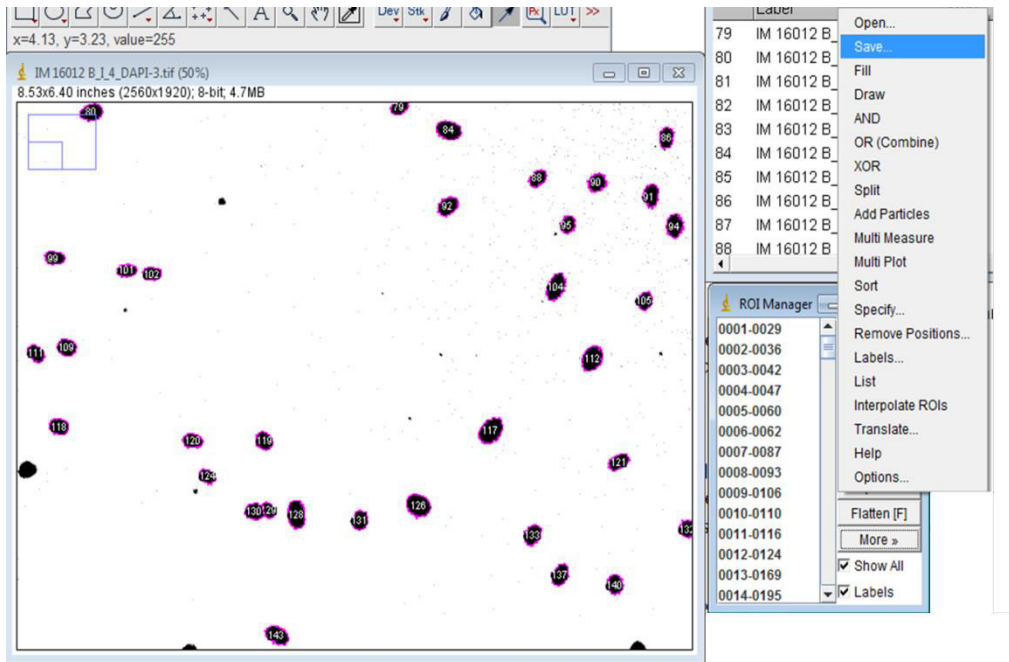 A Dev Stk Px LUT >>
x=4.13, y=3.23, value=255
IM 16012 B_I_4_DAPI-3.tif (50%)
8.53x6.40 inches (2560x1920); 8-bit; 4.7MB
80
79
84
86
88
90
91
92
95
94
99
101
102
104
105
111
109
112
118
120
119
117
121
124
130
129
128
126
131
133
132
137
140
143
Label
79 IM 16012 B_
80 IM 16012 B_
81 IM 16012 B_
82 IM 16012 B_
83 IM 16012 B_
84 IM 16012 B_
85 IM 16012 B_
86 IM 16012 B_
87 IM 16012 B_
88 IM 16012 B
Open...
Save...
Fill
Draw
AND
OR (Combine)
XOR
Split
Add Particles
Multi Measure
Multi Plot
Sort
Specify...
Remove Positions...
Labels...
List
Interpolate ROIs
Translate...
Help
Options...
ROI Manager
0001-0029
0002-0036
0003-0042
0004-0047
0005-0060
0006-0062
0007-0087
0008-0093
0009-0106
0010-0110
0011-0116
0012-0124
0013-0169
0014-0195
Flatten [F]
More »
Show All
Labels